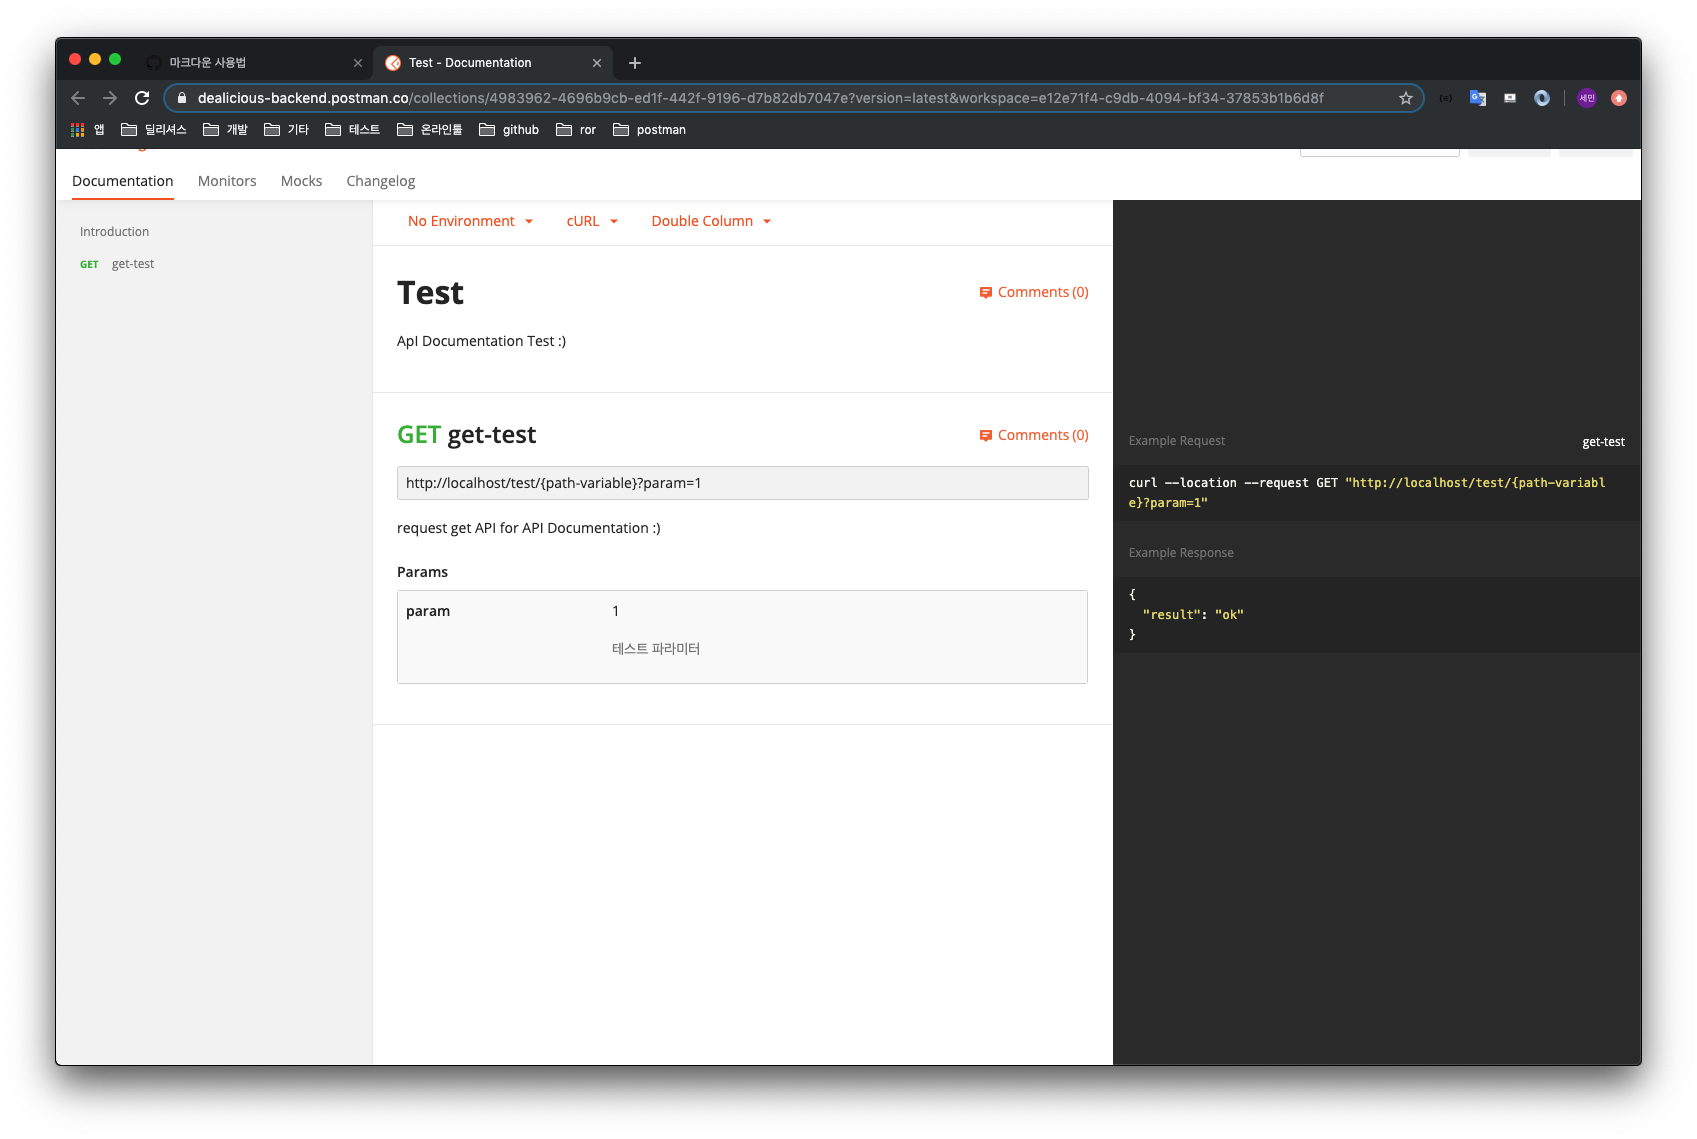 마크다운 사용법
Test - Documentation
dealicious-backend.postman.co/collections/4983962-4696b9cb-ed1f-442f-9196-d7b82db7047e?version=latest&workspace=e12e71f4-c9db-4094-bf34-37853b1b6d8f
세민
앱 딜리셔스 개발 기타 테스트 온라인툴 github ror postman
Documentation Monitors Mocks Changelog
Introduction
GET get-test
No Environment cURL Double Column
Test
Comments (0)
ApI Documentation Test :)
GET get-test
Comments (0)
http://localhost/test/{path-variable}?param=1
request get API for API Documentation :)
Params
param 1
테스트 파라미터
Example Request get-test
curl --location --request GET "http://localhost/test/{path-variabl
e}?param=1"
Example Response
{
"result": "ok"
}